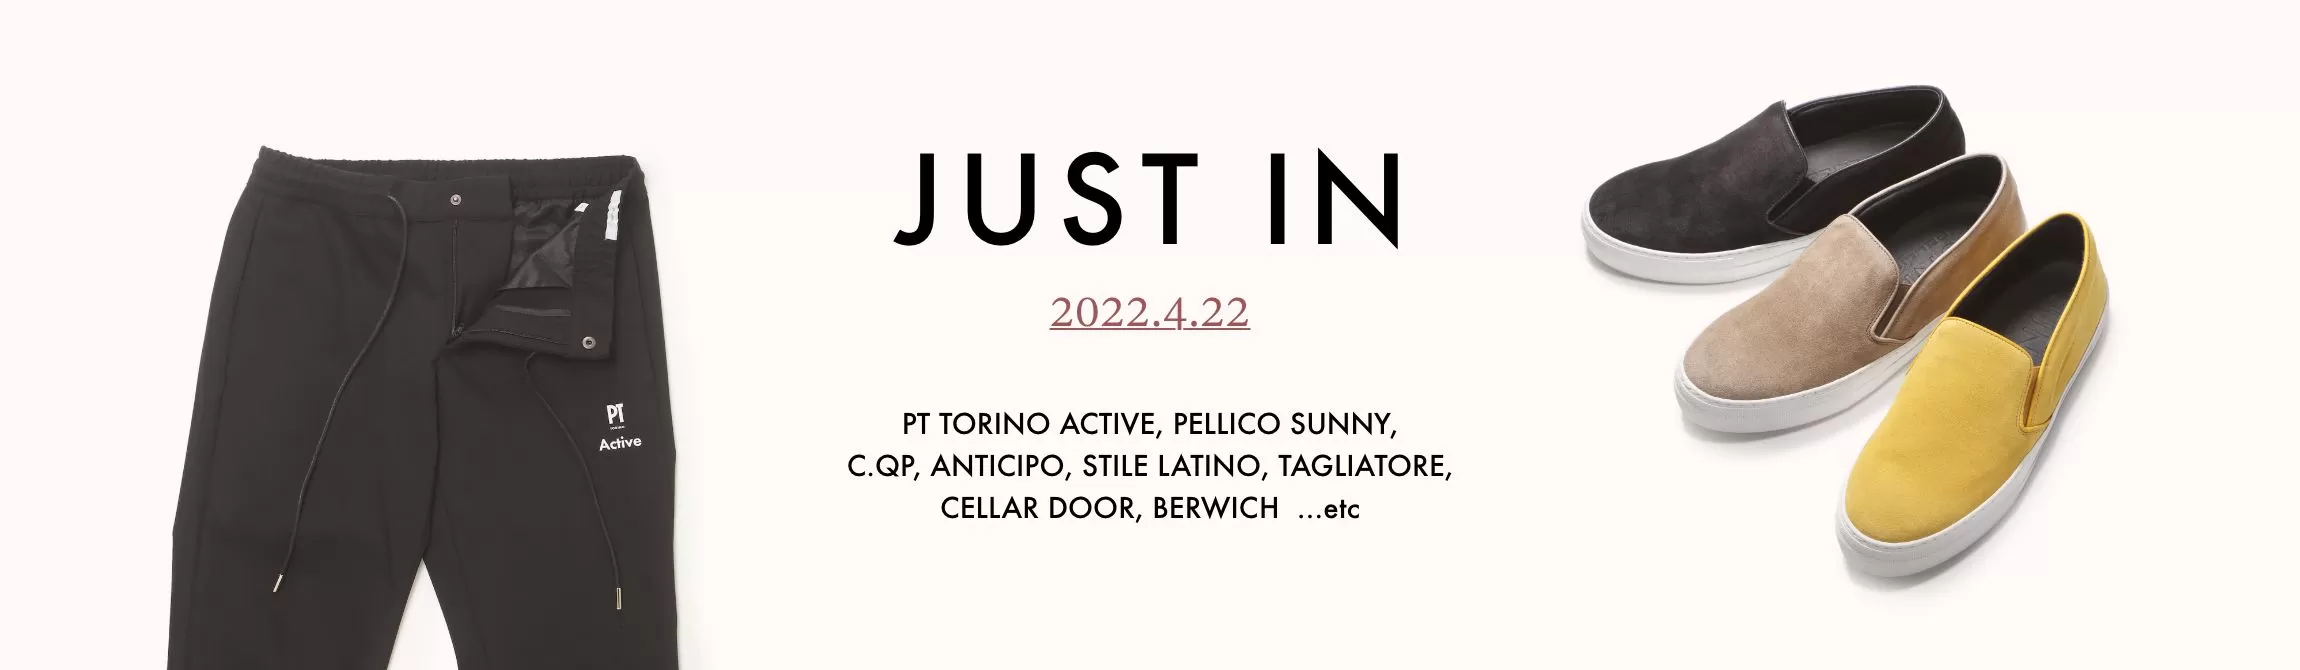 JUST IN
2022.4.22
PT TORINO ACTIVE, PELLICO SUNNY,
C.QP, ANTICIPO, STILE LATINO, TAGLIATORE,
CELLAR DOOR, BERWICH ...etc
PT
Active